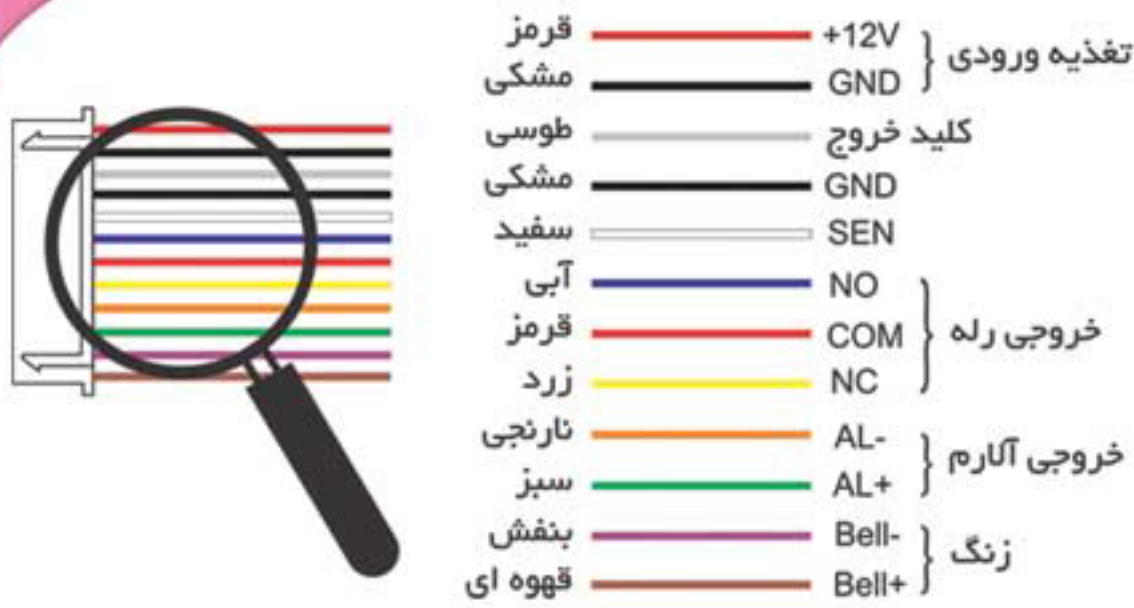 قرمز +12V
تغذیه ورودی
مشکی GND
طوسی کلید خروج
مشکی GND
سفید SEN
آبی NO
قرمز COM
خروجی رله
زرد NC
نارنجی AL-
خروجی آلارم
سبز AL+
بنفش Bell-
زنگ
قهوه ای Bell+